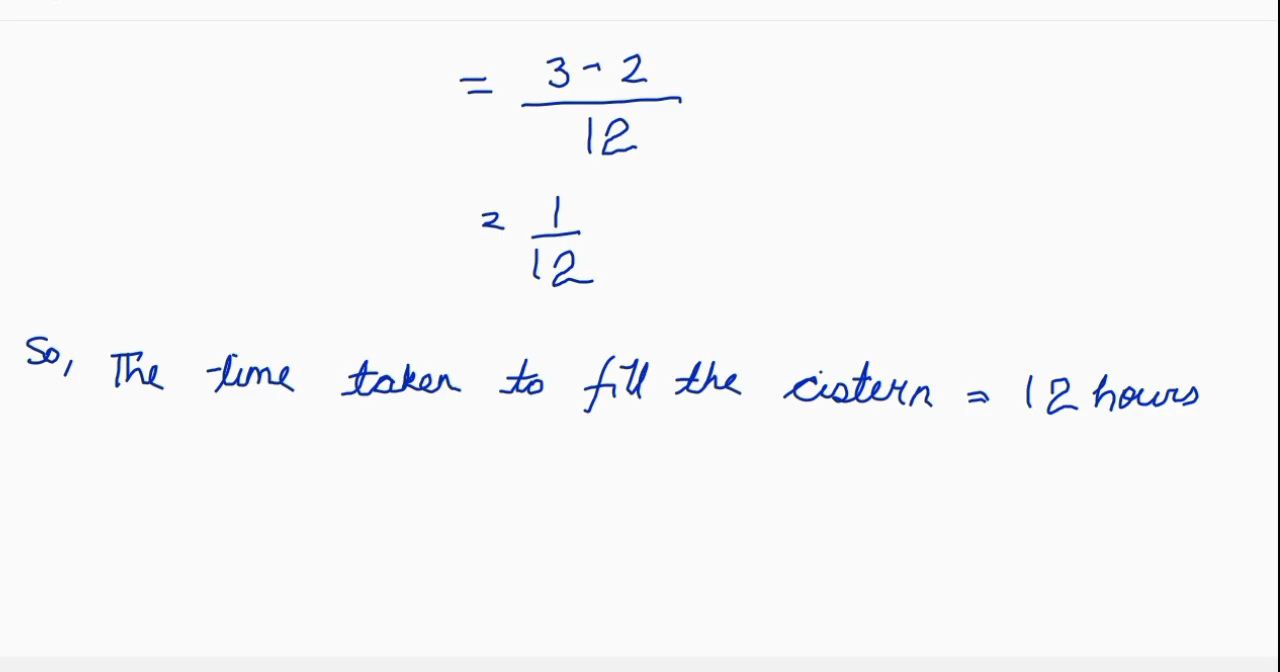 = 3 - 2
12
= 1
12
So, The time taken to fill the cistern = 12 hours